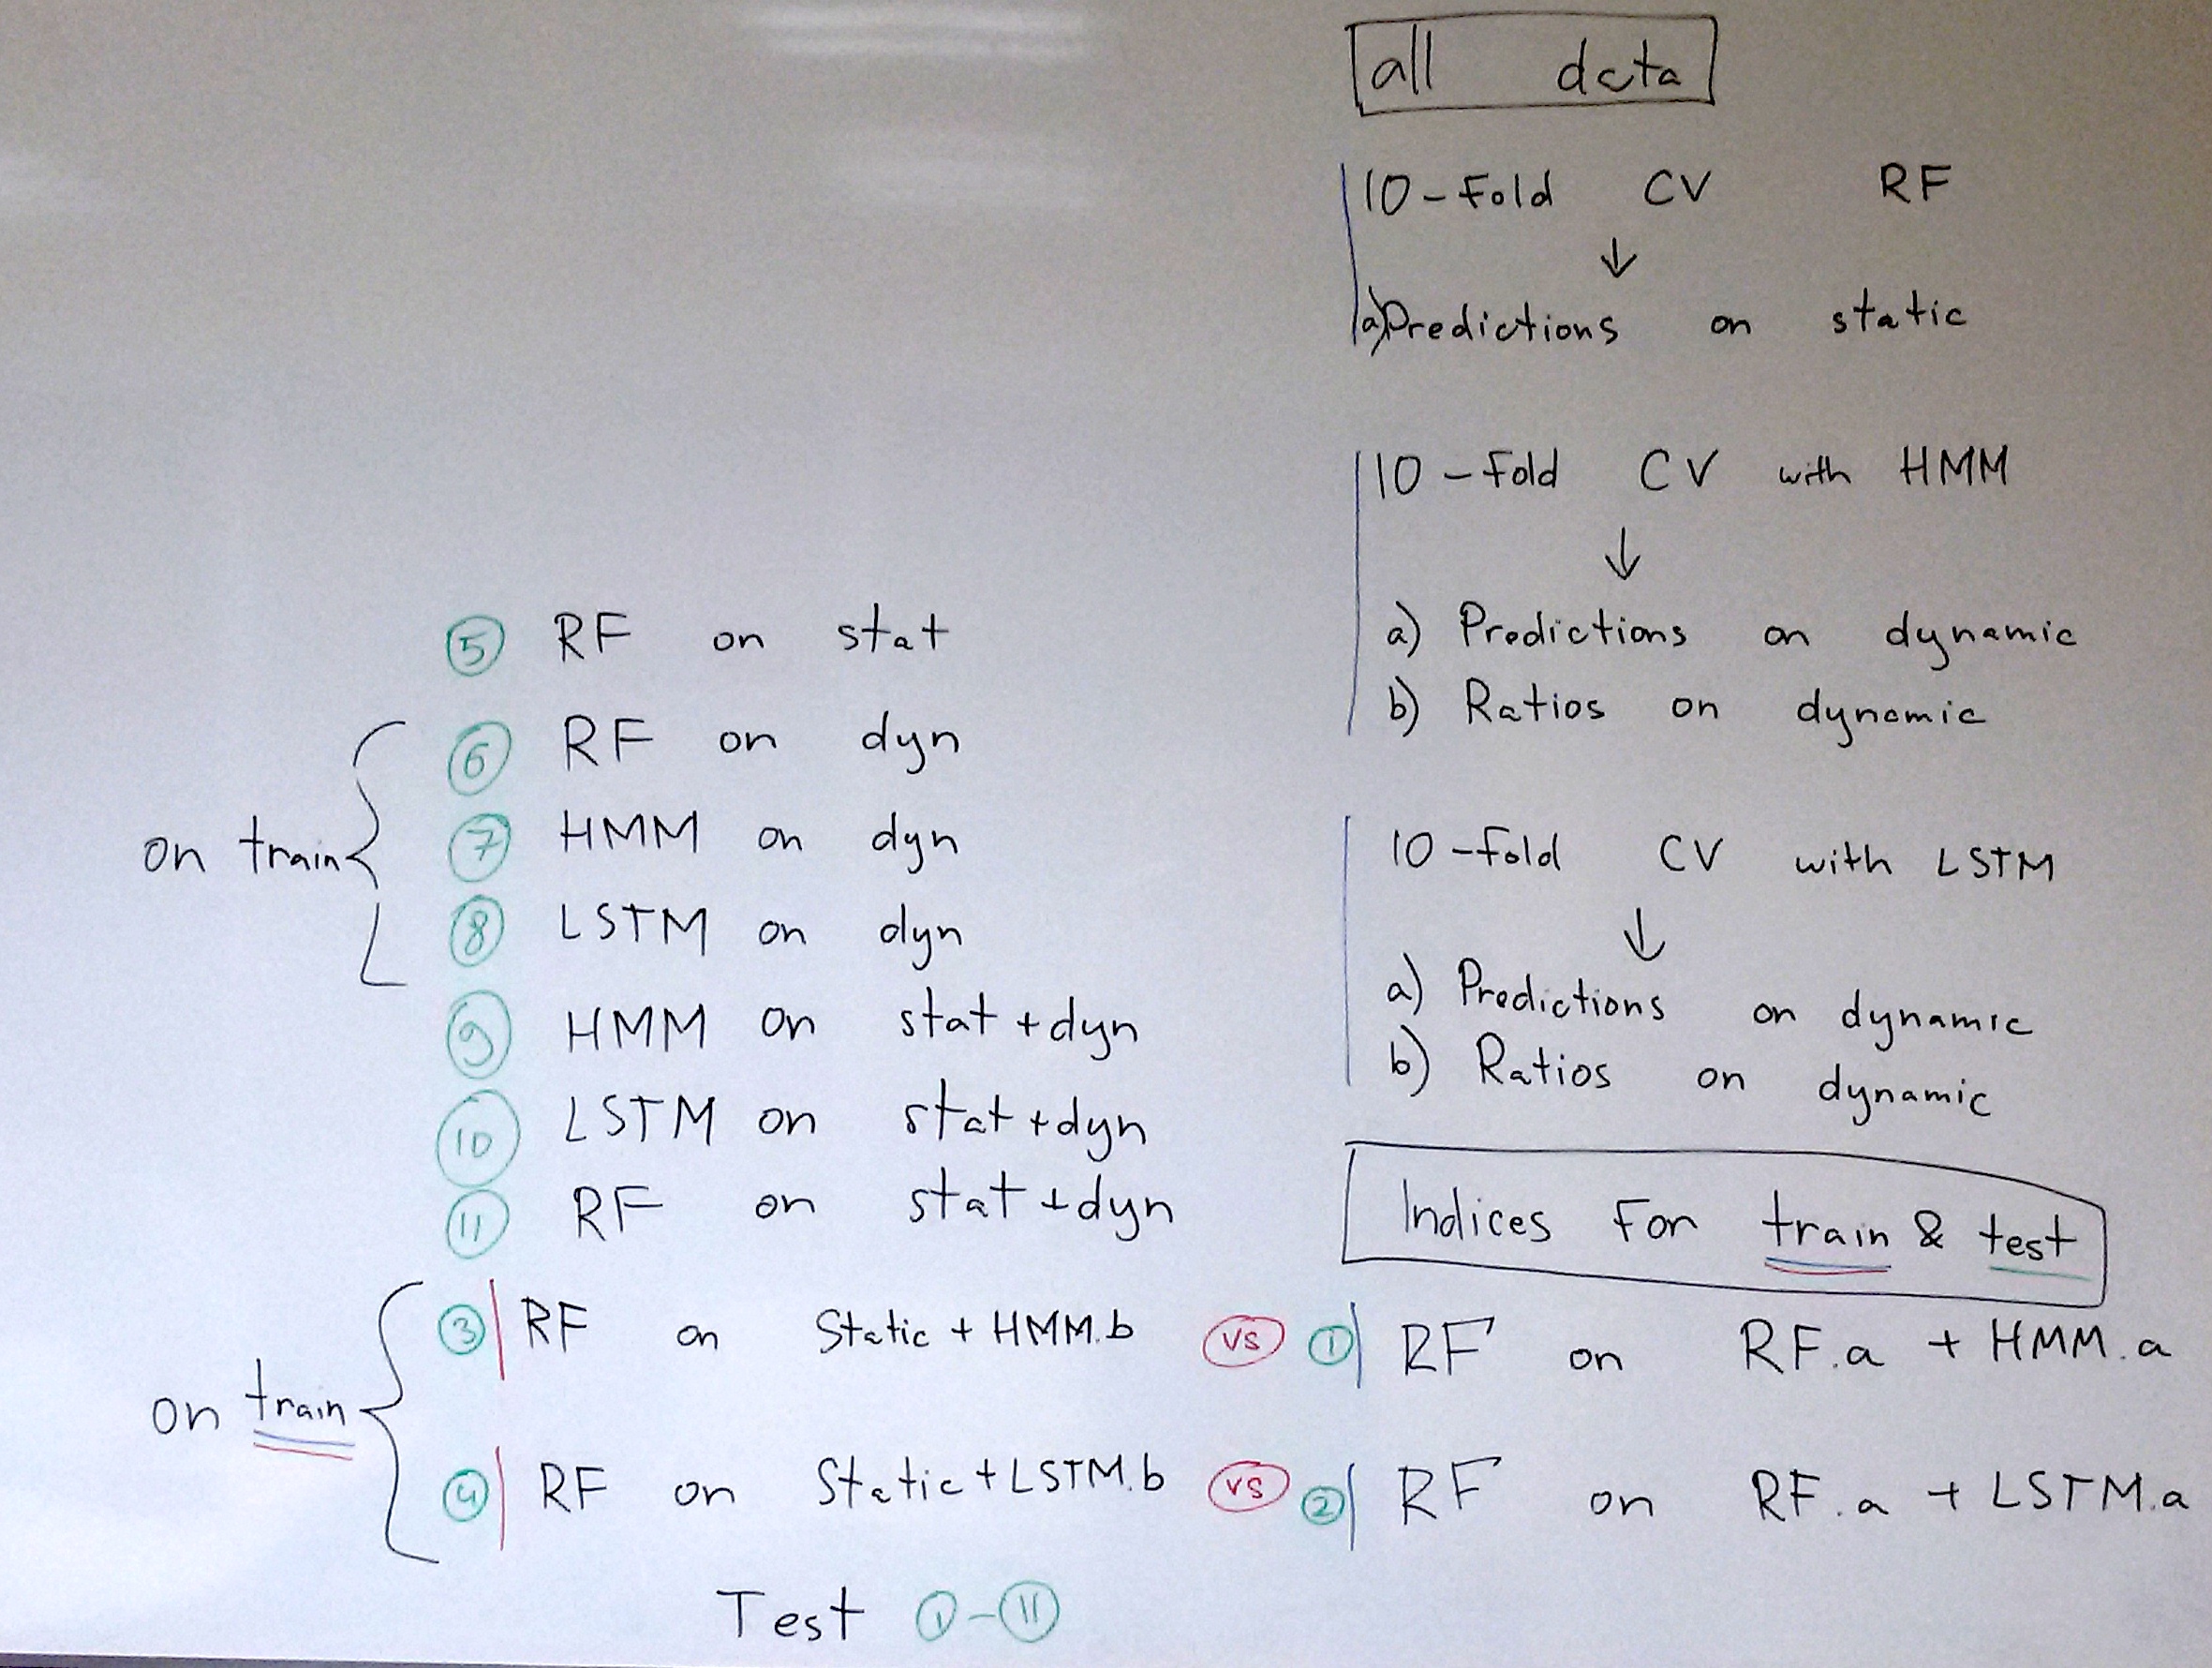 all data
10-Fold CV RF
↓
a) Predictions on static
10-Fold CV with HMM
↓
a) Predictions on dynamic
b) Ratios on dynamic
10-fold CV with LSTM
↓
a) Predictions on dynamic
b) Ratios on dynamic
Indices For train & test
on train
5 RF on stat
6 RF on dyn
7 HMM on dyn
8 LSTM on dyn
9 HMM on stat + dyn
10 LSTM on stat + dyn
11 RF on stat + dyn
on train
3 RF on Static + HMM.b vs 1 RF on RF.a + HMM.a
4 RF on Static + LSTM.b vs 2 RF on RF.a + LSTM.a
Test 1 - 11